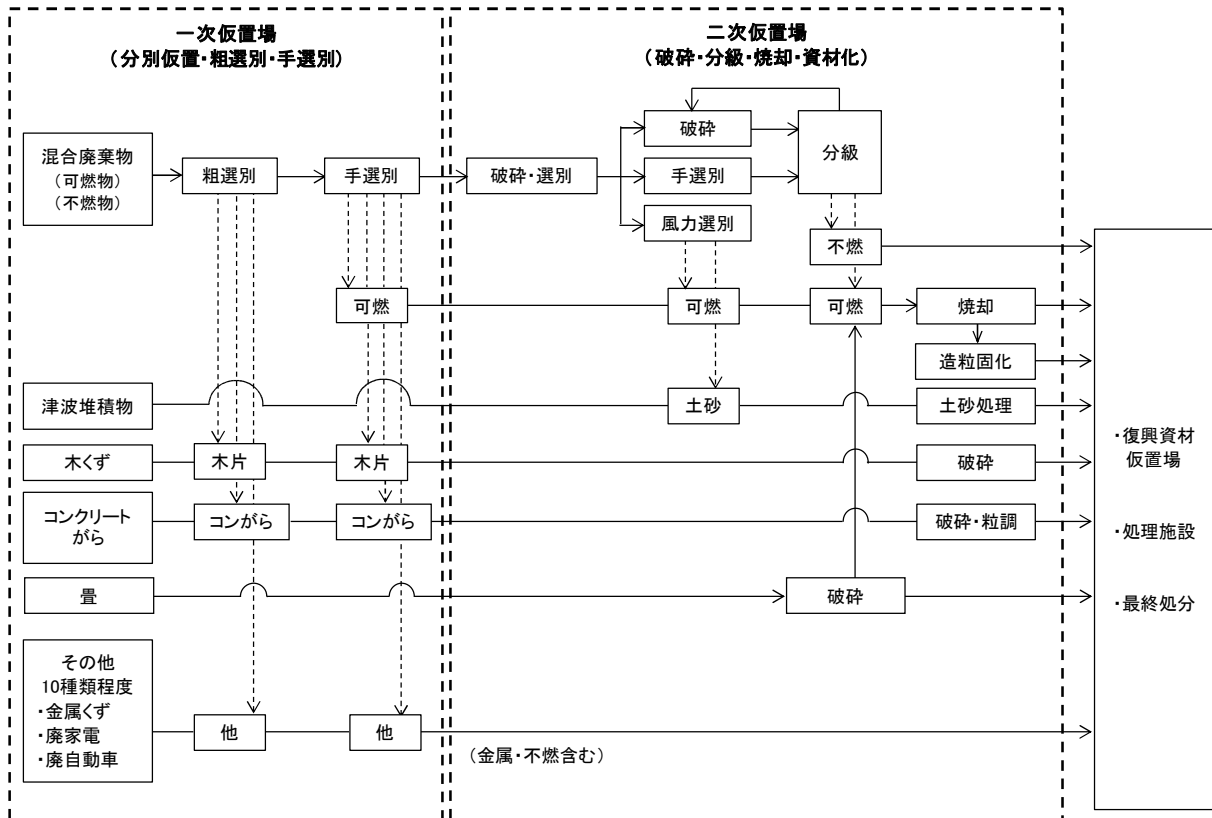 一次仮置場
(分別仮置・粗選別・手選別)
二次仮置場
(破砕・分級・焼却・資材化)
混合廃棄物
(可燃物)
(不燃物)
粗選別
手選別
破砕・選別
破砕
手選別
風力選別
分級
不燃
可燃
可燃
可燃
焼却
造粒固化
津波堆積物
土砂
土砂処理
木くず
木片
木片
破砕
コンクリート
がら
コンがら
コンがら
破砕・粒調
畳
破砕
その他
10種類程度
・金属くず
・廃家電
・廃自動車
他
他
(金属・不燃含む)
・復興資材
仮置場
・処理施設
・最終処分